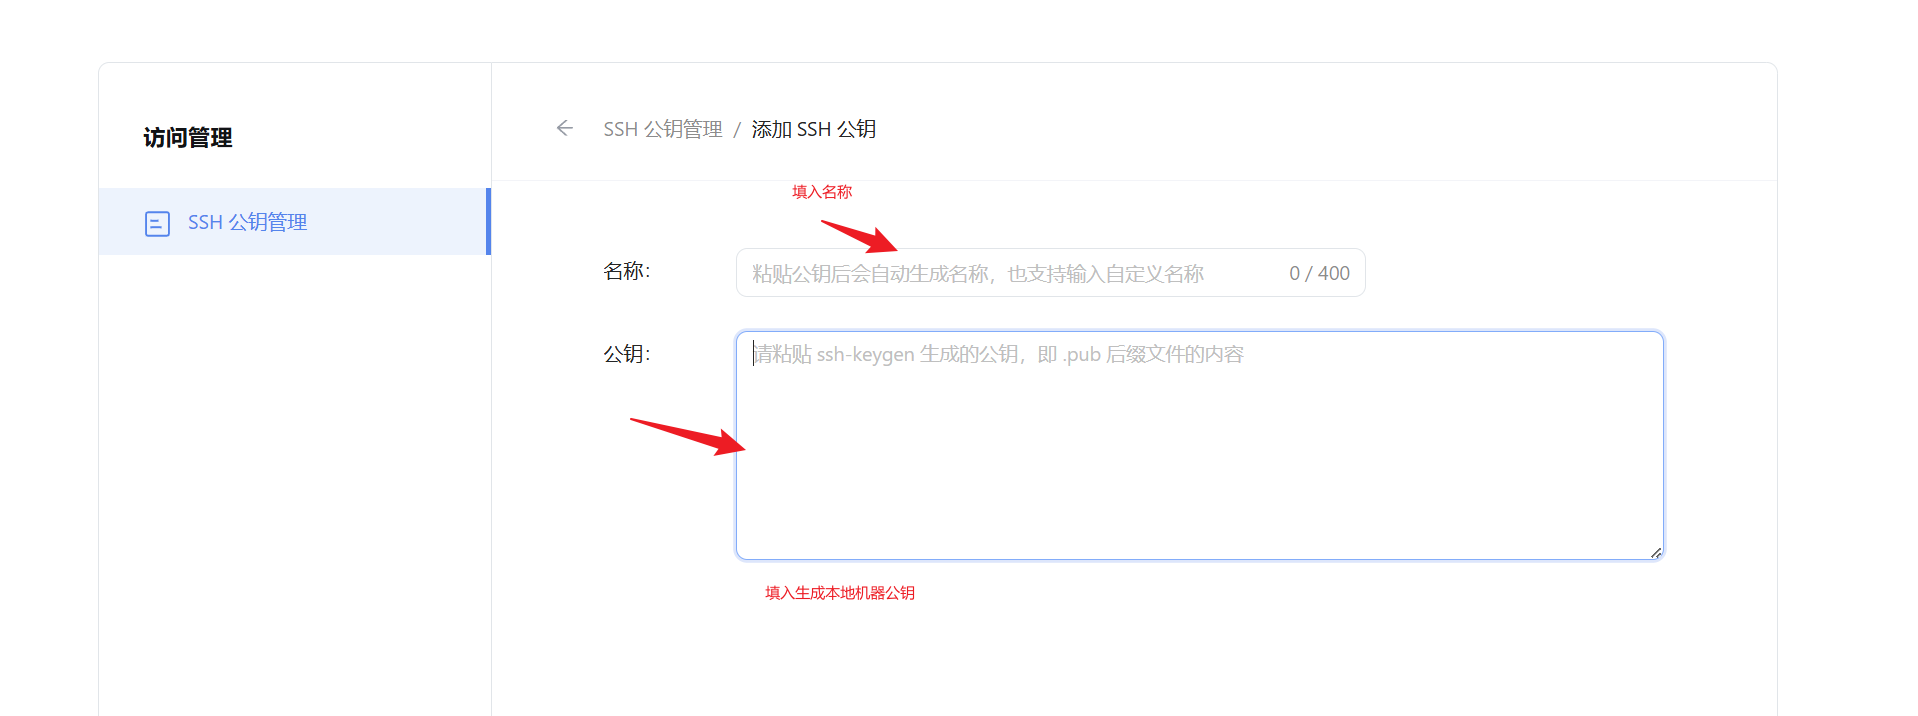 访问管理
SSH 公钥管理
SSH 公钥管理 / 添加 SSH 公钥
填入名称
名称:
粘贴公钥后会自动生成名称，也支持输入自定义名称
0 / 400
公钥:
请粘贴 ssh-keygen 生成的公钥，即 .pub 后缀文件的内容
填入生成本地机器公钥